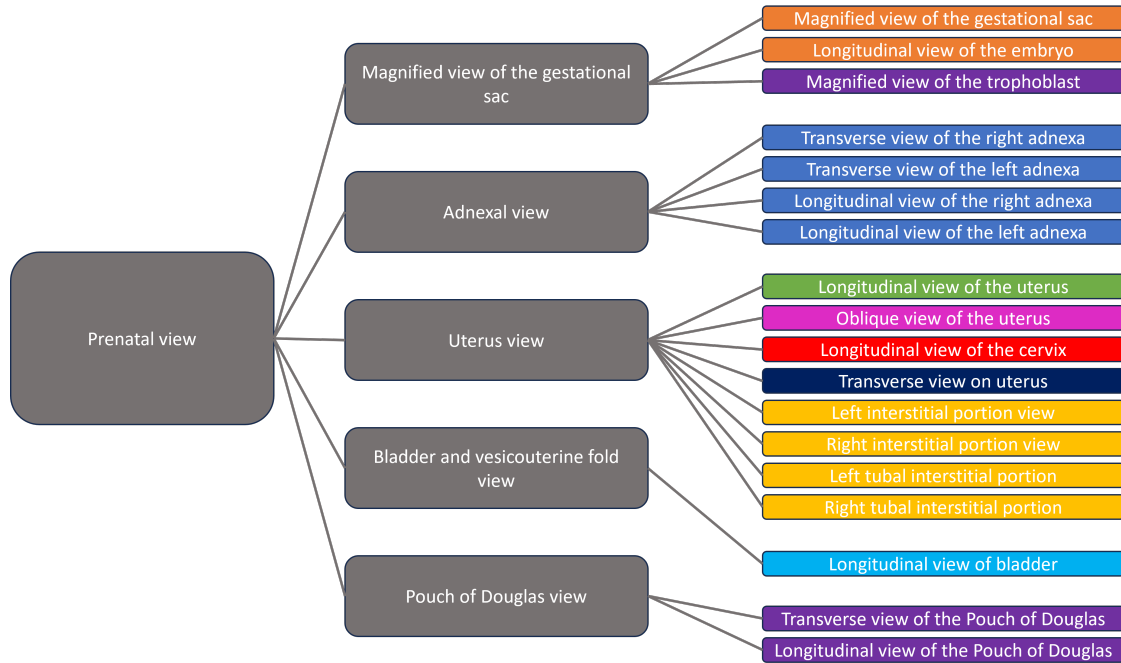 Prenatal view
Magnified view of the gestational
sac
Magnified view of the gestational sac
Longitudinal view of the embryo
Magnified view of the trophoblast
Adnexal view
Transverse view of the right adnexa
Transverse view of the left adnexa
Longitudinal view of the right adnexa
Longitudinal view of the left adnexa
Uterus view
Longitudinal view of the uterus
Oblique view of the uterus
Longitudinal view of the cervix
Transverse view on uterus
Left interstitial portion view
Right interstitial portion view
Left tubal interstitial portion
Right tubal interstitial portion
Bladder and vesicouterine fold
view
Longitudinal view of bladder
Pouch of Douglas view
Transverse view of the Pouch of Douglas
Longitudinal view of the Pouch of Douglas